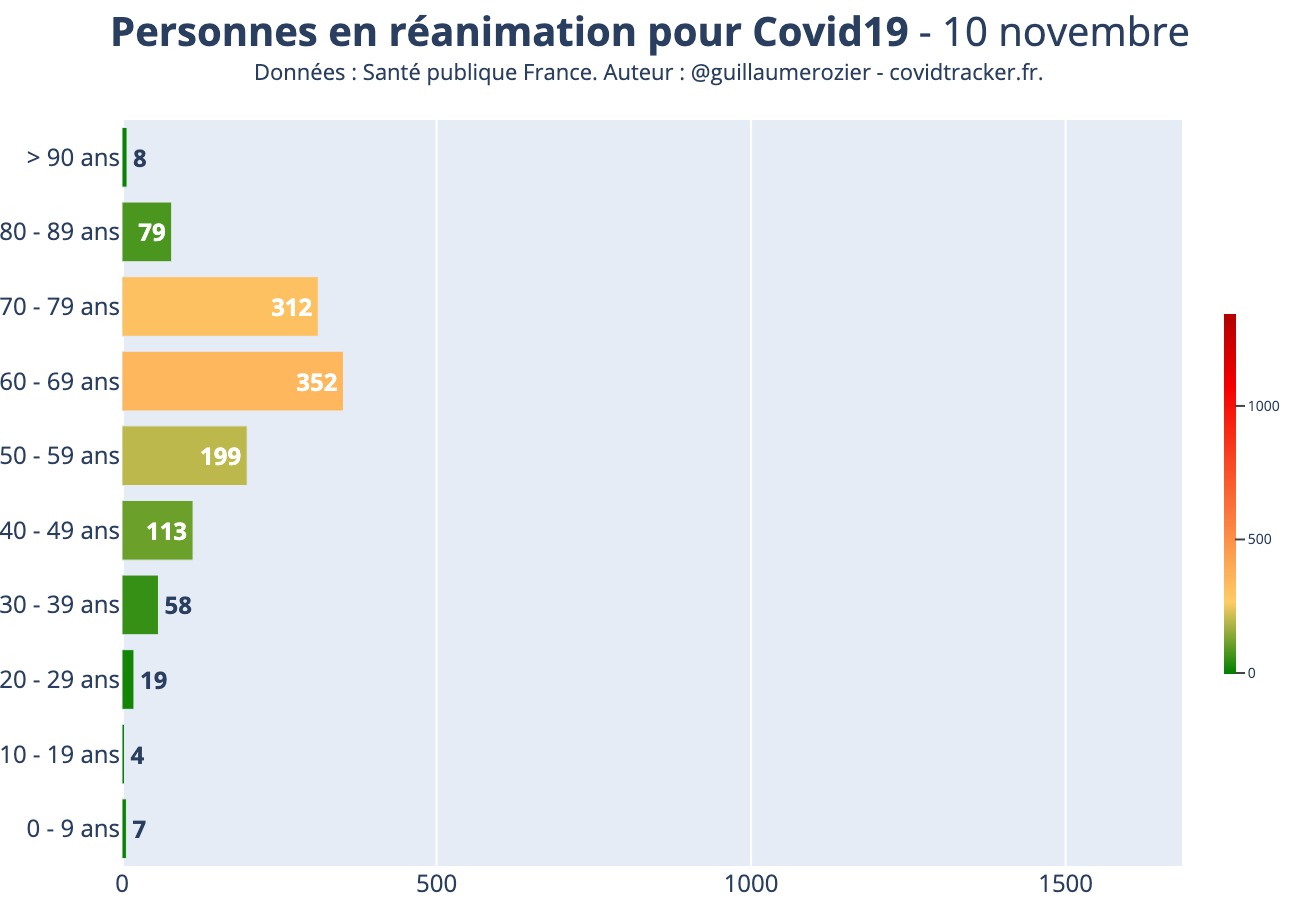 Personnes en réanimation pour Covid19 - 10 novembre
Données : Santé publique France. Auteur : @guillaumerozier - covidtracker.fr.
> 90 ans 8
80 - 89 ans 79
70 - 79 ans 312
60 - 69 ans 352
50 - 59 ans 199
40 - 49 ans 113
30 - 39 ans 58
20 - 29 ans 19
10 - 19 ans 4
0 - 9 ans 7
0 500 1000 1500
1000
500
0